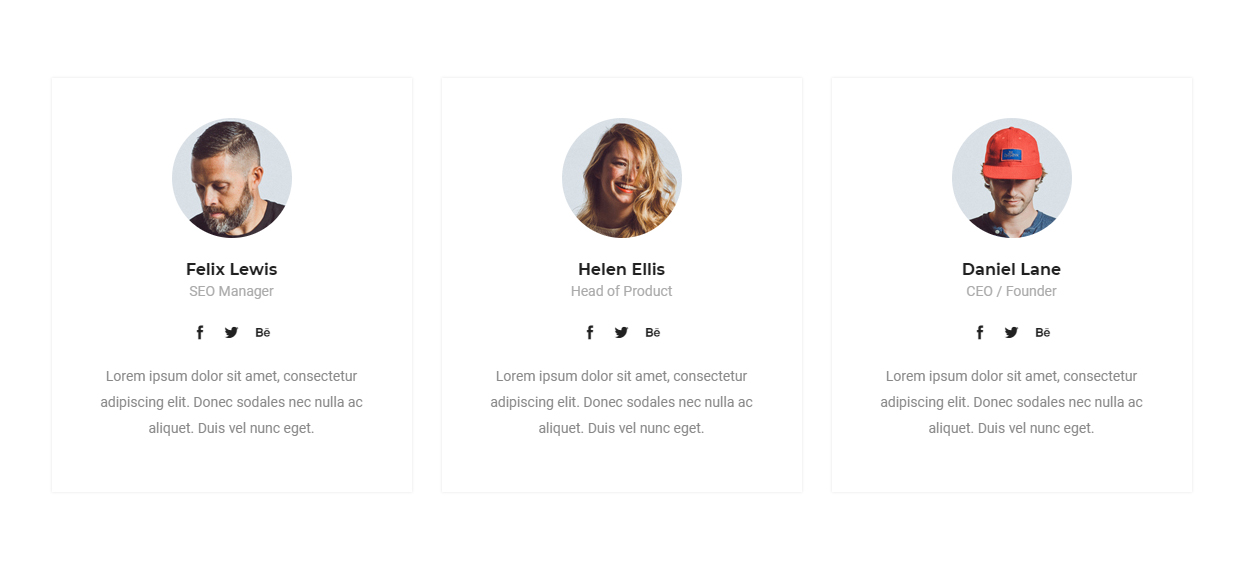 Felix Lewis
SEO Manager
Bē
Lorem ipsum dolor sit amet, consectetur
adipiscing elit. Donec sodales nec nulla ac
aliquet. Duis vel nunc eget.
Helen Ellis
Head of Product
Bē
Lorem ipsum dolor sit amet, consectetur
adipiscing elit. Donec sodales nec nulla ac
aliquet. Duis vel nunc eget.
Daniel Lane
CEO / Founder
Bē
Lorem ipsum dolor sit amet, consectetur
adipiscing elit. Donec sodales nec nulla ac
aliquet. Duis vel nunc eget.